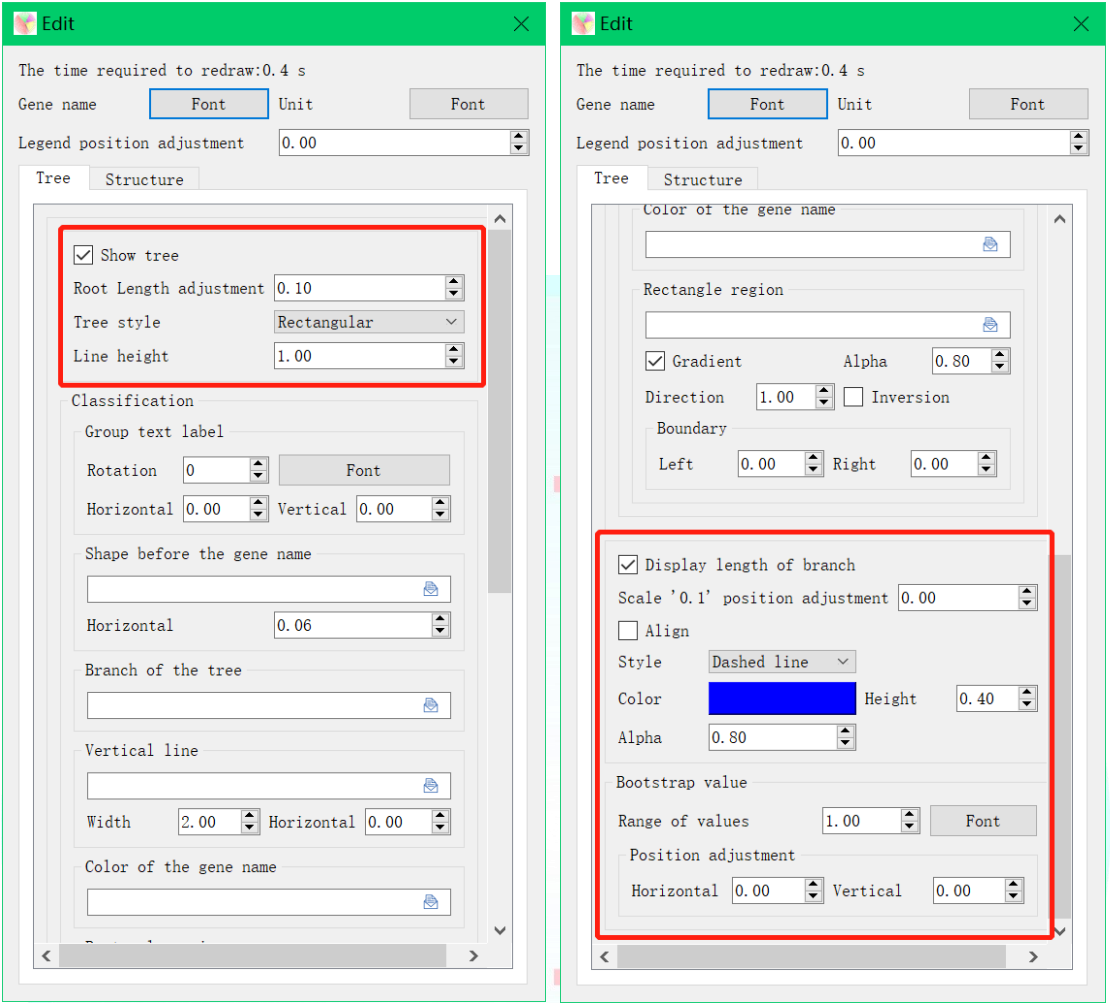 Edit
The time required to redraw:0.4 s
Gene name Font Unit Font
Legend position adjustment 0.00
Tree Structure
Show tree
Root Length adjustment 0.10
Tree style Rectangular
Line height 1.00
Classification
Group text label
Rotation 0 Font
Horizontal 0.00 Vertical 0.00
Shape before the gene name
Horizontal 0.06
Branch of the tree
Vertical line
Width 2.00 Horizontal 0.00
Color of the gene name
Edit
The time required to redraw:0.4 s
Gene name Font Unit Font
Legend position adjustment 0.00
Tree Structure
Color of the gene name
Rectangle region
Gradient Alpha 0.80
Direction 1.00 Inversion
Boundary
Left 0.00 Right 0.00
Display length of branch
Scale '0.1' position adjustment 0.00
Align
Style Dashed line
Color Height 0.40
Alpha 0.80
Bootstrap value
Range of values 1.00 Font
Position adjustment
Horizontal 0.00 Vertical 0.00